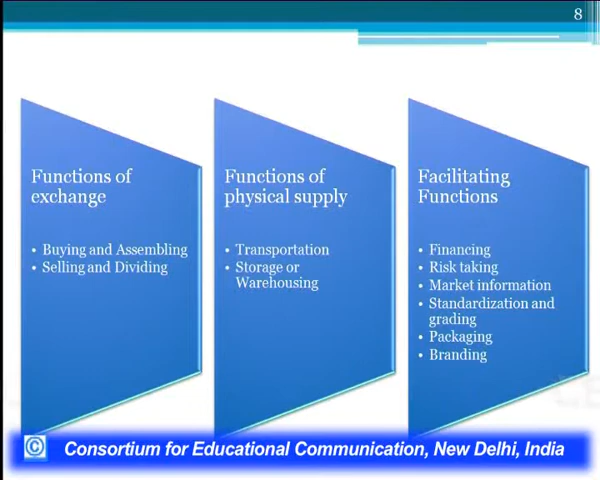 8
Functions of
exchange
• Buying and Assembling
• Selling and Dividing
Functions of
physical supply
• Transportation
• Storage or
Warehousing
Facilitating
Functions
• Financing
• Risk taking
• Market information
• Standardization and
grading
• Packaging
• Branding
© Consortium for Educational Communication, New Delhi, India